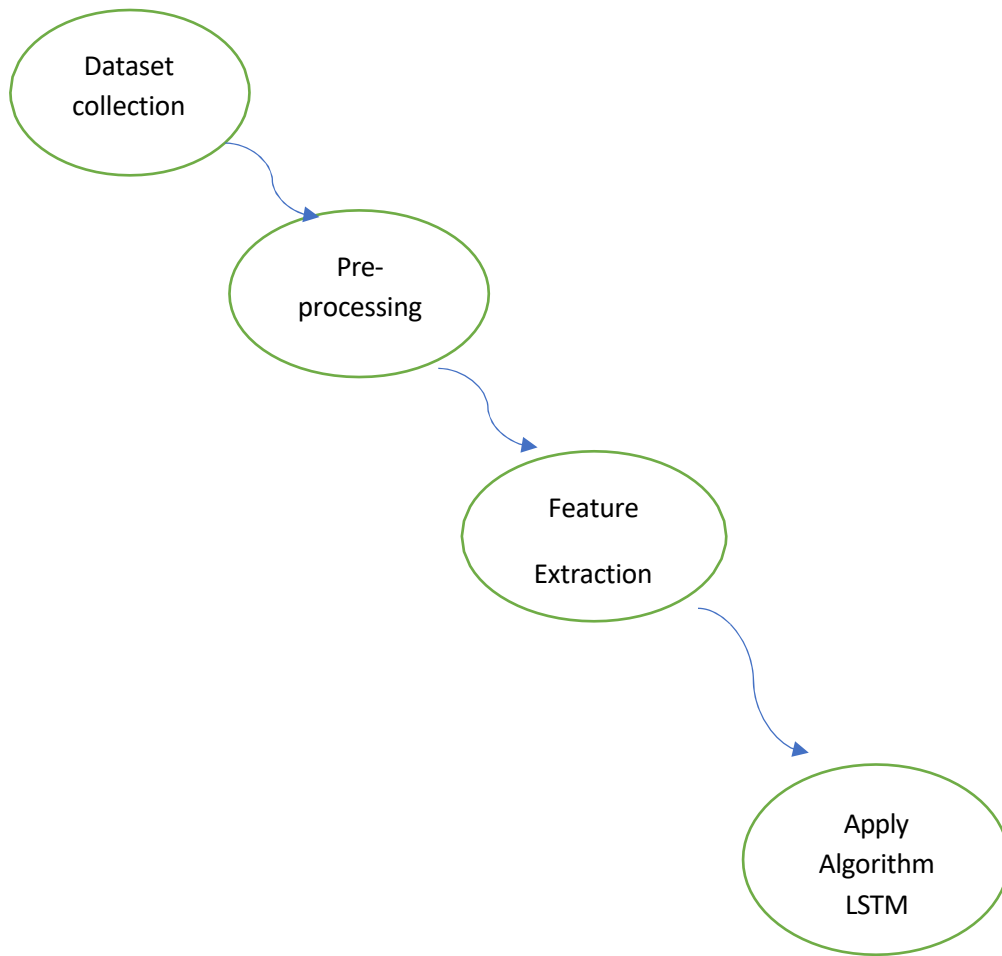 Dataset
collection
Pre-
processing
Feature
Extraction
Apply
Algorithm
LSTM